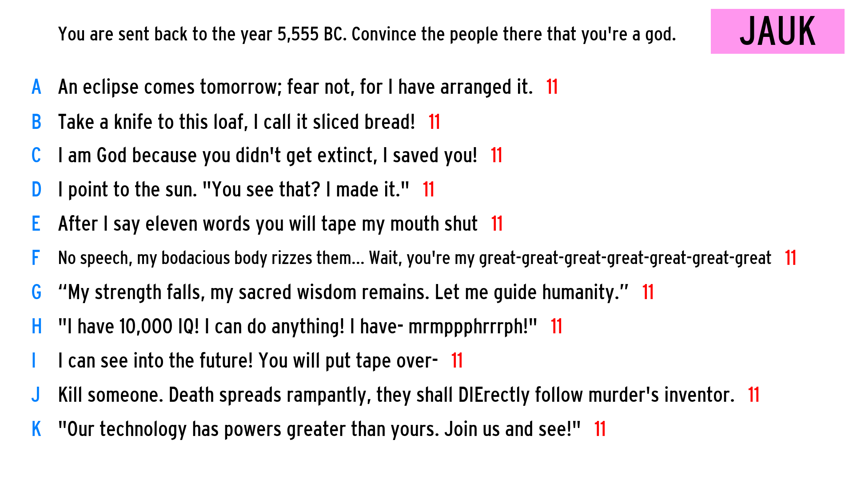 You are sent back to the year 5,555 BC. Convince the people there that you're a god.
JAUK
A An eclipse comes tomorrow; fear not, for I have arranged it. 11
B Take a knife to this loaf, I call it sliced bread! 11
C I am God because you didn't get extinct, I saved you! 11
D I point to the sun. "You see that? I made it." 11
E After I say eleven words you will tape my mouth shut 11
F No speech, my bodacious body rizzes them... Wait, you're my great-great-great-great-great-great-great 11
G “My strength falls, my sacred wisdom remains. Let me guide humanity.” 11
H "I have 10,000 IQ! I can do anything! I have- mrmppphrrrph!" 11
I I can see into the future! You will put tape over- 11
J Kill someone. Death spreads rampantly, they shall DIErectly follow murder's inventor. 11
K "Our technology has powers greater than yours. Join us and see!" 11